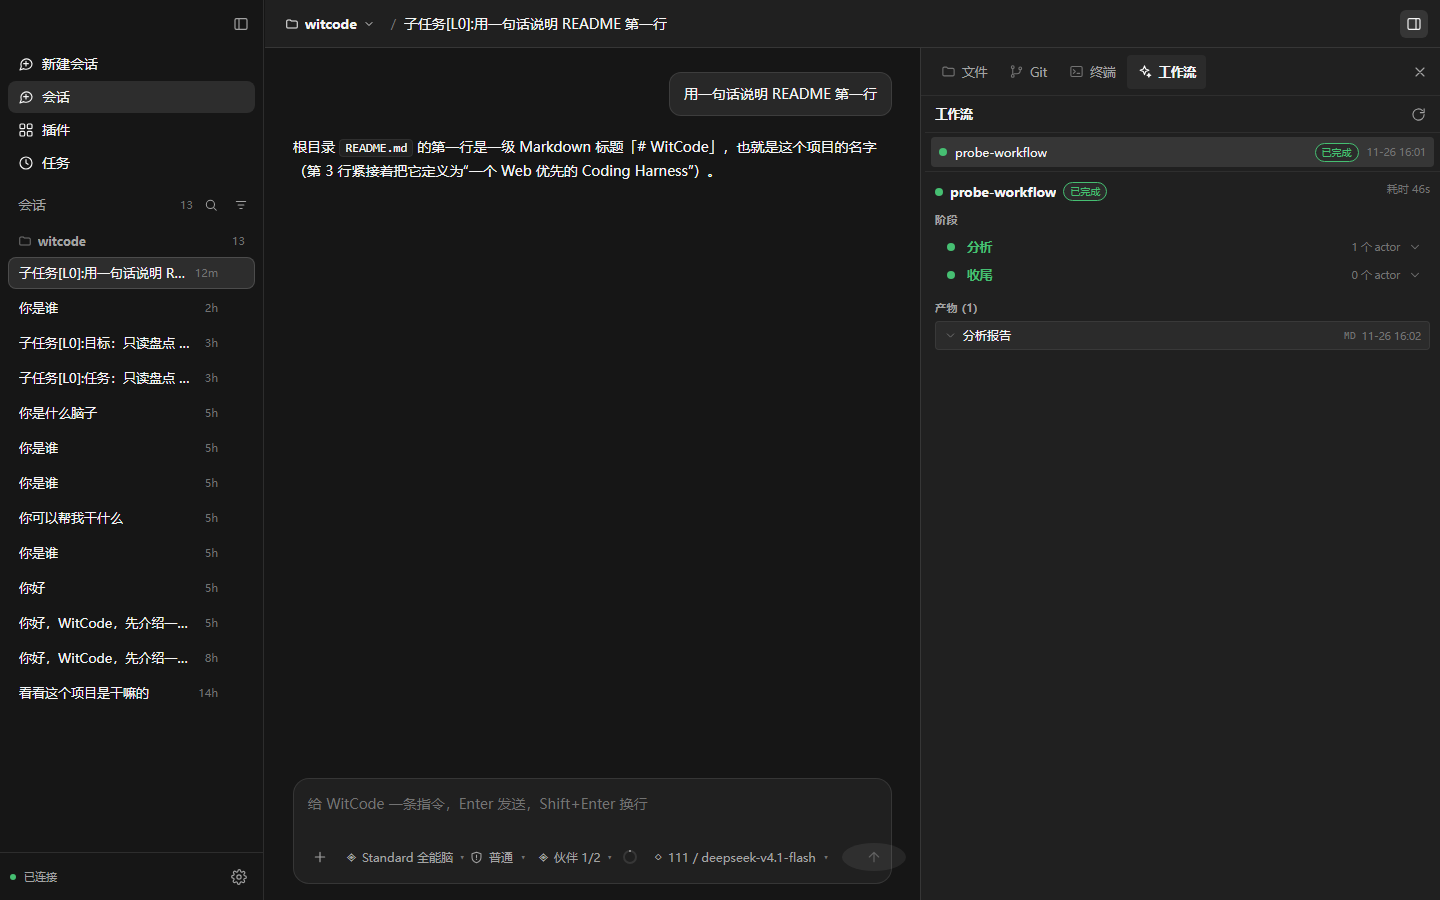 新建会话
会话
插件
任务
会话 13
witcode 13
子任务[L0]:用一句话说明 R... 12m
你是谁 2h
子任务[L0]:目标：只读盘点 ... 3h
子任务[L0]:任务：只读盘点 ... 3h
你是什么脑子 5h
你是谁 5h
你是谁 5h
你可以帮我干什么 5h
你是谁 5h
你好 5h
你好，WitCode，先介绍一... 5h
你好，WitCode，先介绍一... 8h
看看这个项目是干嘛的 14h
已连接
witcode / 子任务[L0]:用一句话说明 README 第一行
用一句话说明 README 第一行
根目录 README.md 的第一行是一级 Markdown 标题「# WitCode」，也就是这个项目的名字
（第 3 行紧接着把它定义为“一个 Web 优先的 Coding Harness”）。
给 WitCode 一条指令，Enter 发送，Shift+Enter 换行
Standard 全能脑 普通 伙伴 1/2 111 / deepseek-v4.1-flash
文件 Git 终端 工作流
工作流
probe-workflow 已完成 11-26 16:01
probe-workflow 已完成 耗时 46s
阶段
分析 1 个 actor
收尾 0 个 actor
产物 (1)
分析报告 MD 11-26 16:02